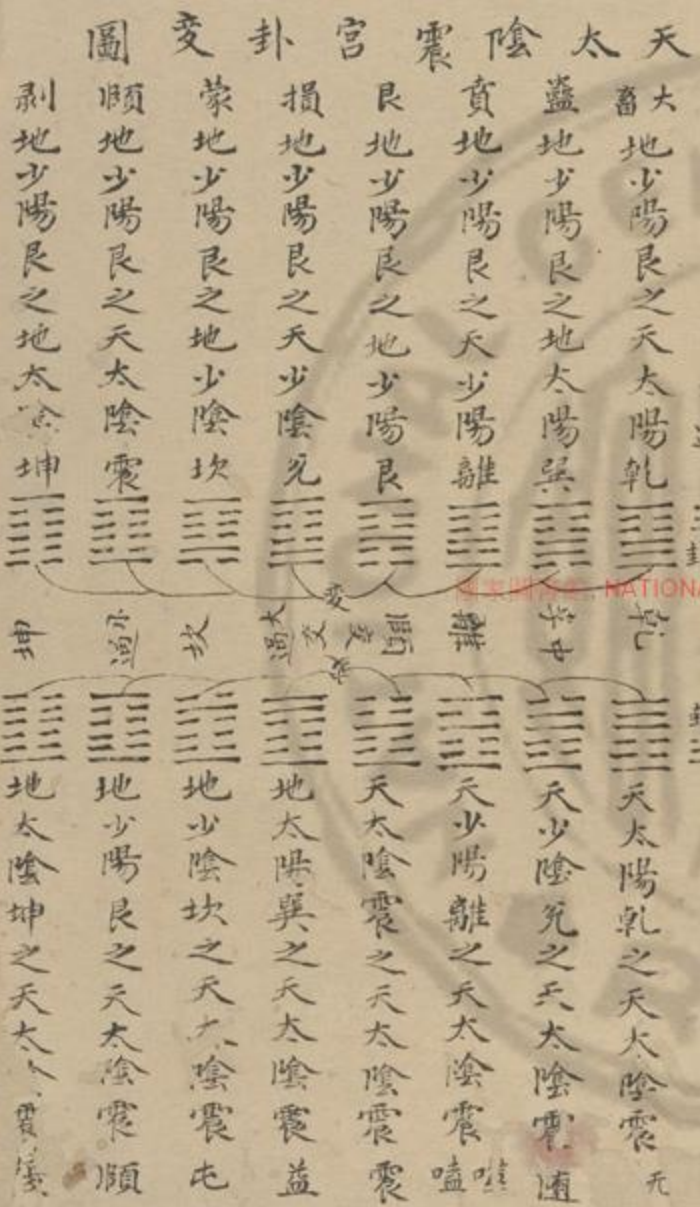 天太陰震宮卦变圖
大畜地少陽艮之天太陽乾
蠱地少陽艮之地太陽巽
賁地少陽艮之天少陽離
艮地少陽艮之地少陽艮
損地少陽艮之天少陰兌
蒙地少陽艮之地少陰坎
頤地少陽艮之天太陰震
剥地少陽艮之地太陰坤
变
乾
中孚
離
頤
反
交
大過
坎
小過
坤
变
天太陽乾之天太陰震 无
天少陰兌之天太陰震 隨
天少陽離之天太陰震 噬嗑
天太陰震之天太陰震 震
地太陽巽之天太陰震 益
地少陰坎之天太陰震 屯
地少陽艮之天太陰震 頤
地太陰坤之天太 震
NATIONA